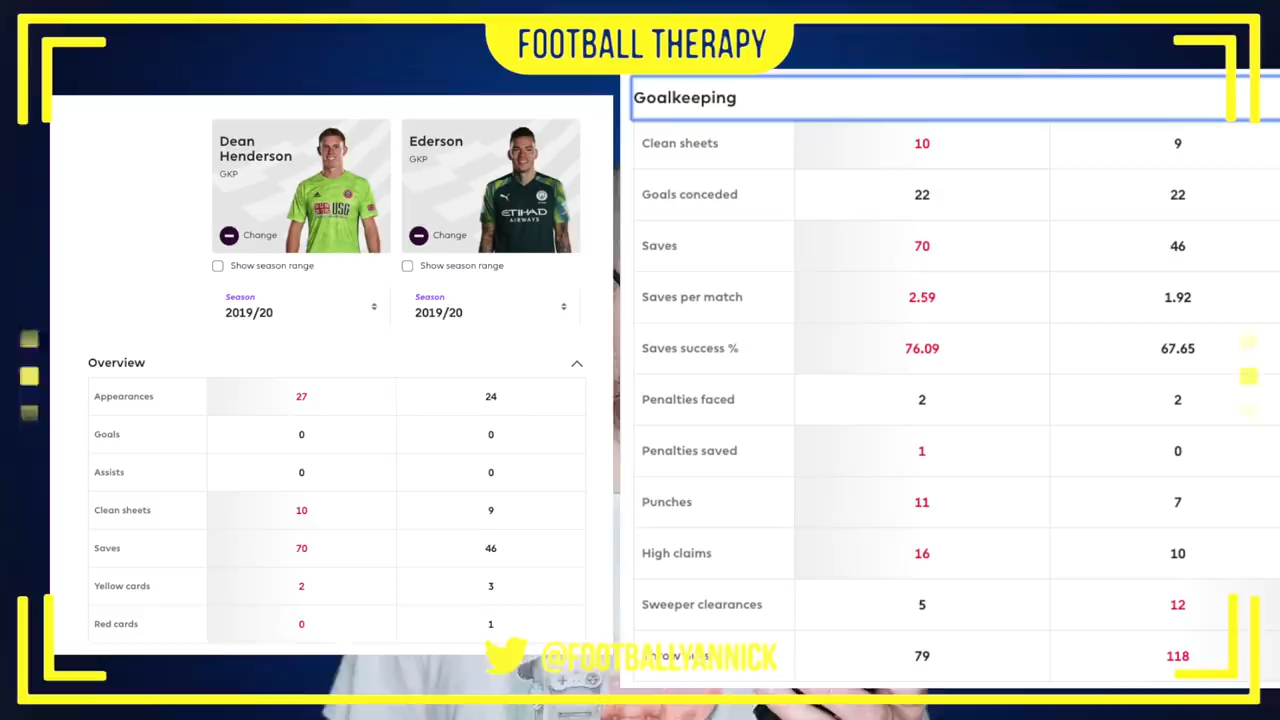 FOOTBALL THERAPY
Dean
Henderson
GKP
Change
Ederson
GKP
ETIHAD
AIRWAYS
Change
USG
Show season range
Show season range
Season
2019/20
Season
2019/20
Overview
Appearances 27 24
Goals 0 0
Assists 0 0
Clean sheets 10 9
Saves 70 46
Yellow cards 2 3
Red cards 0 1
Goalkeeping
Clean sheets 10 9
Goals conceded 22 22
Saves 70 46
Saves per match 2.59 1.92
Saves success % 76.09 67.65
Penalties faced 2 2
Penalties saved 1 0
Punches 11 7
High claims 16 10
Sweeper clearances 5 12
79 118
@FOOTBALLYANNICK